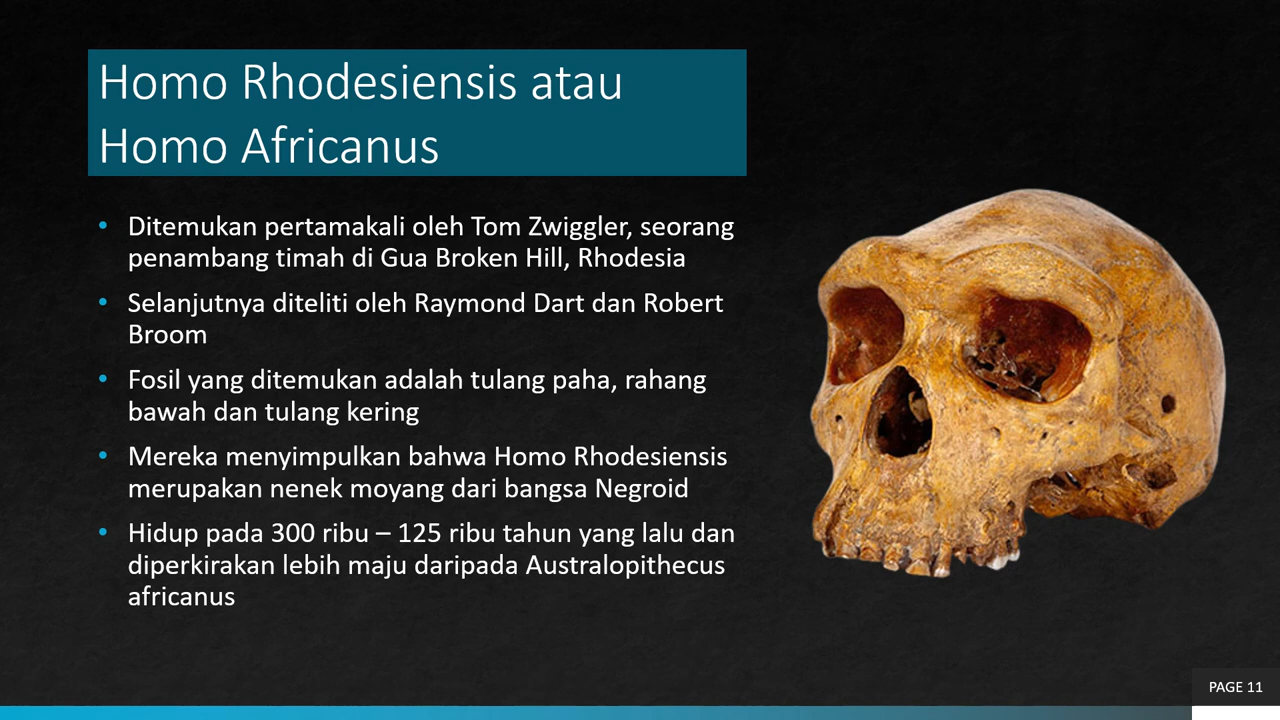 Homo Rhodesiensis atau
Homo Africanus
• Ditemukan pertamakali oleh Tom Zwiggler, seorang
penambang timah di Gua Broken Hill, Rhodesia
• Selanjutnya diteliti oleh Raymond Dart dan Robert
Broom
• Fosil yang ditemukan adalah tulang paha, rahang
bawah dan tulang kering
• Mereka menyimpulkan bahwa Homo Rhodesiensis
merupakan nenek moyang dari bangsa Negroid
• Hidup pada 300 ribu – 125 ribu tahun yang lalu dan
diperkirakan lebih maju daripada Australopithecus
africanus
PAGE 11